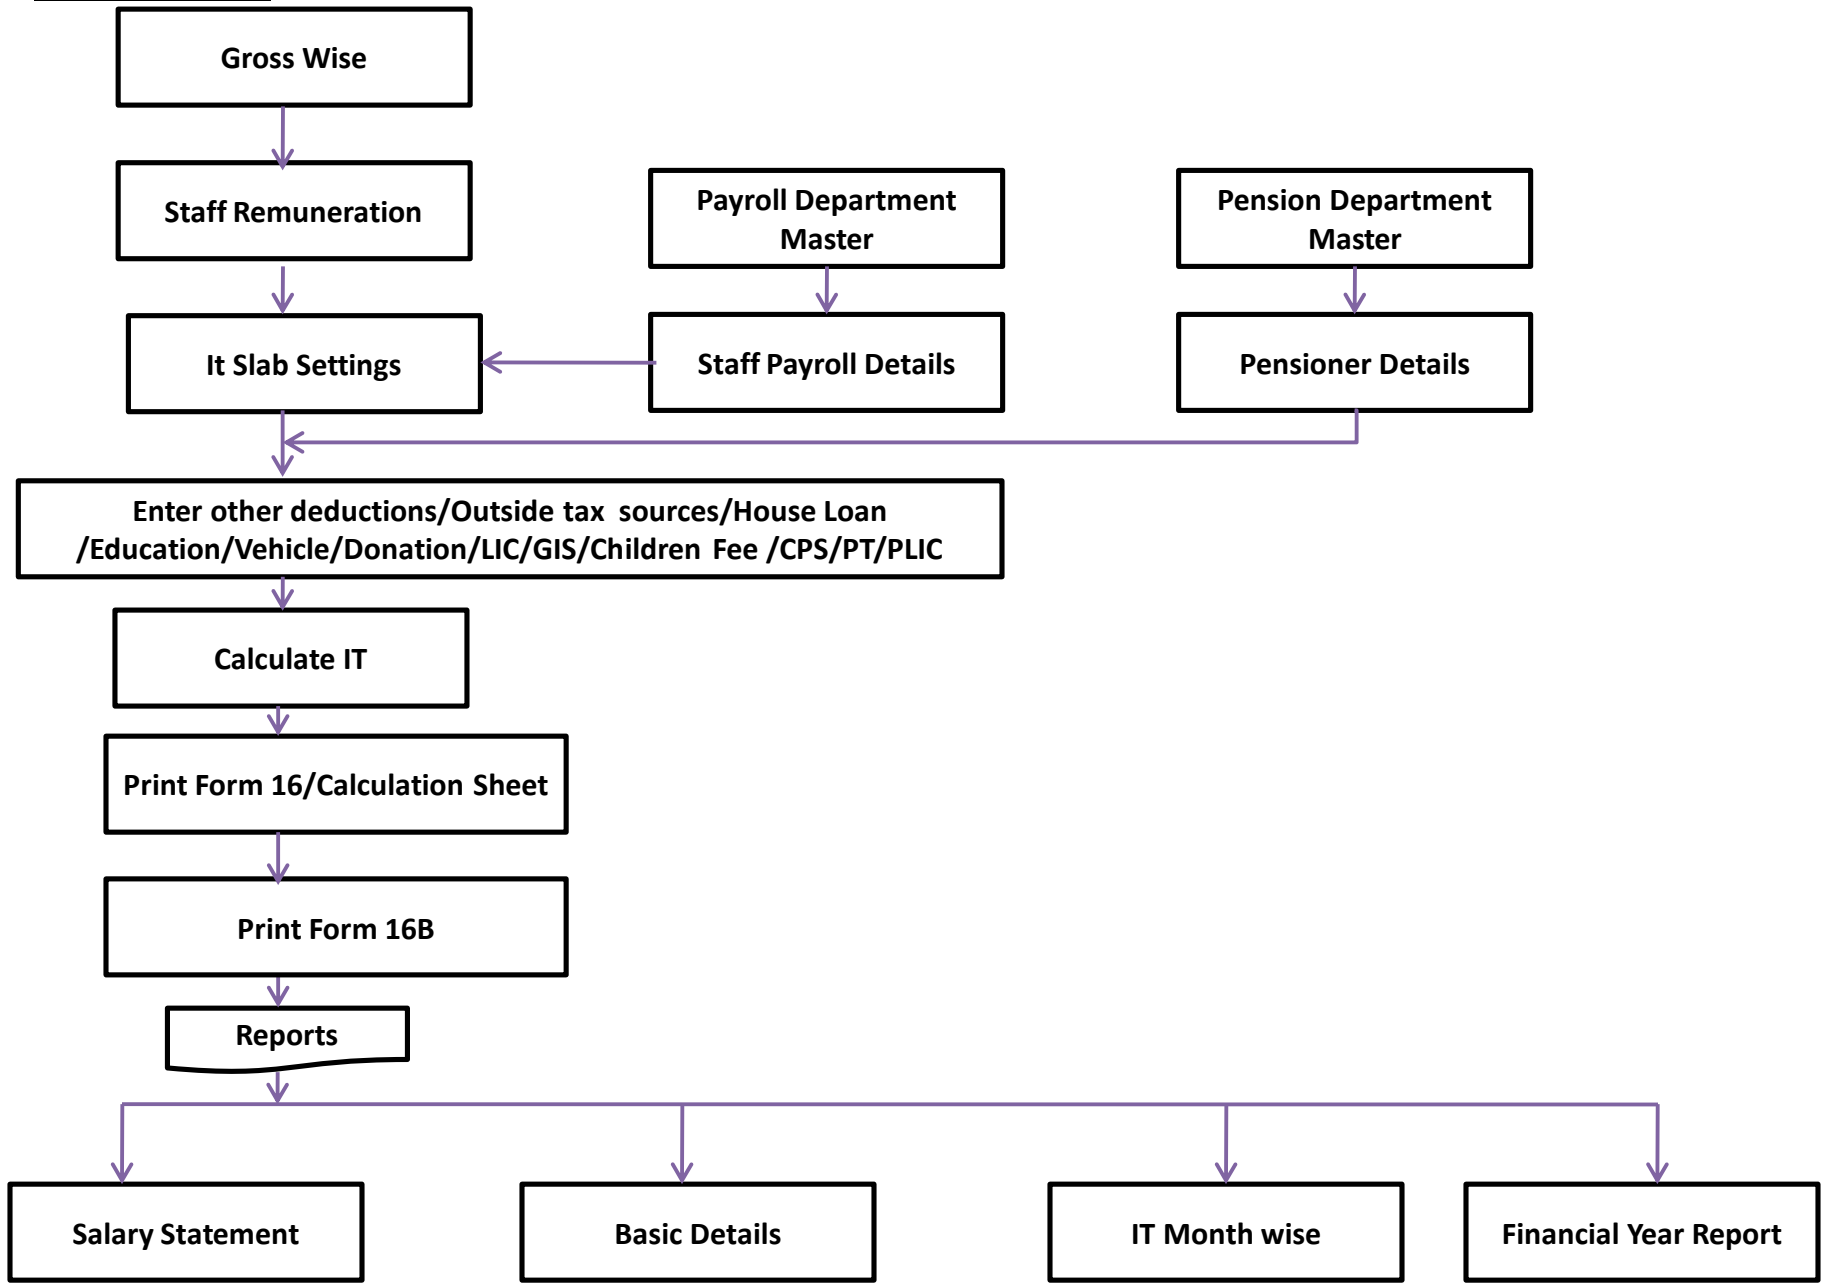 Gross Wise
Staff Remuneration
Payroll Department
Master
Pension Department
Master
It Slab Settings
Staff Payroll Details
Pensioner Details
Enter other deductions/Outside tax sources/House Loan
/Education/Vehicle/Donation/LIC/GIS/Children Fee /CPS/PT/PLIC
Calculate IT
Print Form 16/Calculation Sheet
Print Form 16B
Reports
Salary Statement
Basic Details
IT Month wise
Financial Year Report